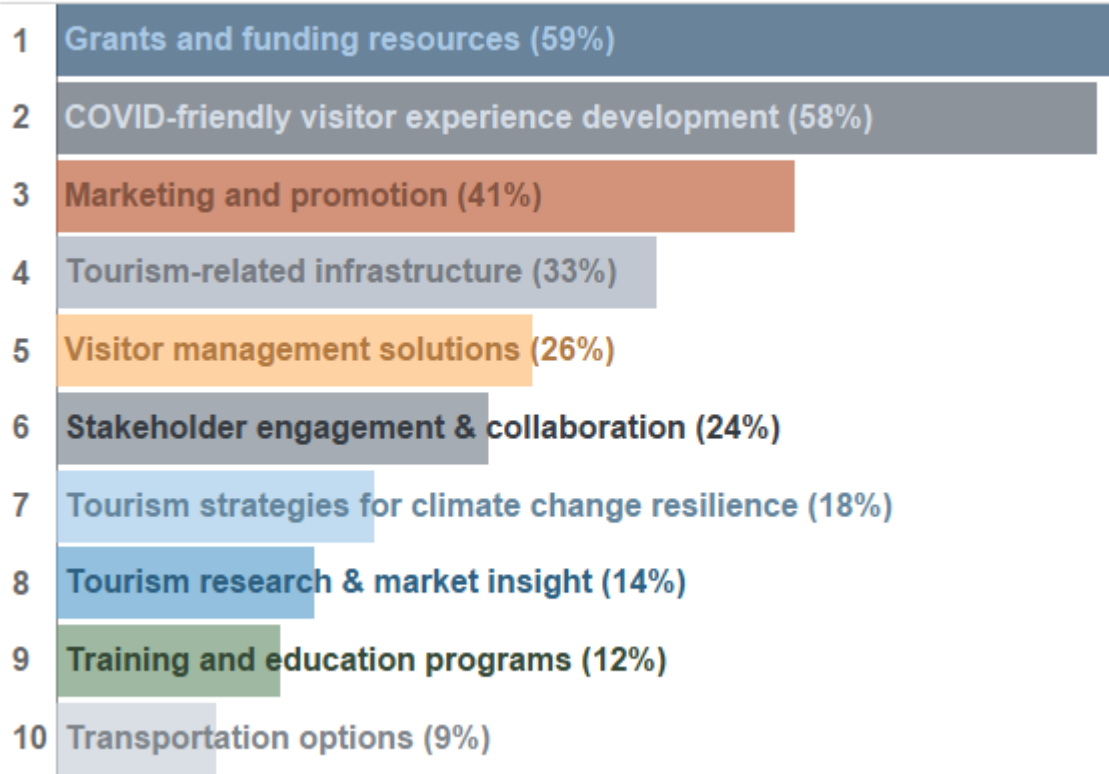 1 Grants and funding resources (59%)
2 COVID-friendly visitor experience development (58%)
3 Marketing and promotion (41%)
4 Tourism-related infrastructure (33%)
5 Visitor management solutions (26%)
6 Stakeholder engagement & collaboration (24%)
7 Tourism strategies for climate change resilience (18%)
8 Tourism research & market insight (14%)
9 Training and education programs (12%)
10 Transportation options (9%)